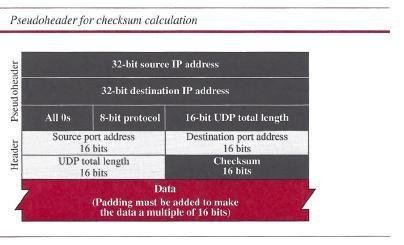 Pseudoheader for checksum calculation
Pseudoheader
32-bit source IP address
32-bit destination IP address
All 0s 8-bit protocol 16-bit UDP total length
Header
Source port address Destination port address
16 bits 16 bits
UDP total length Checksum
16 bits 16 bits
Data
(Padding must be added to make
the data a multiple of 16 bits)